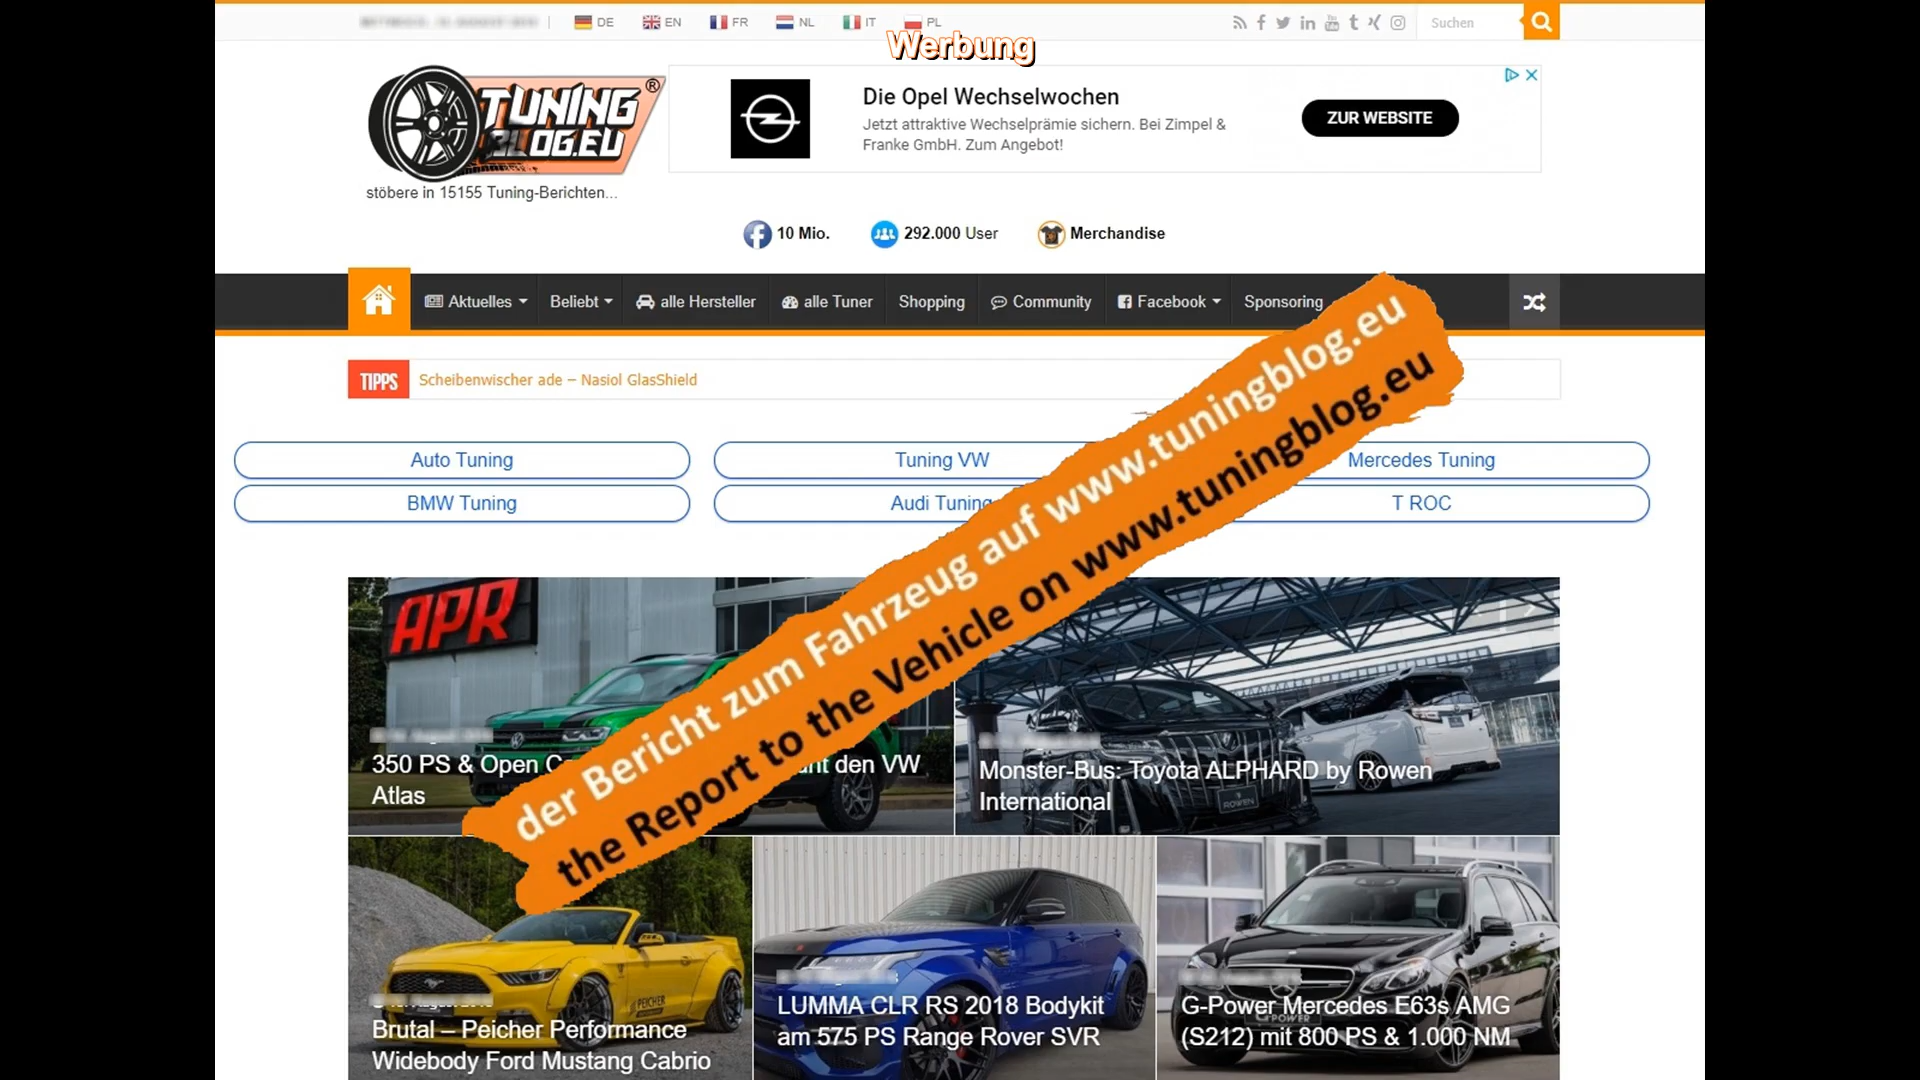 DE EN FR NL IT PL
Suchen
Werbung
TUNING
BLOG.EU
®
stöbere in 15155 Tuning-Berichten...
Die Opel Wechselwochen
Jetzt attraktive Wechselprämie sichern. Bei Zimpel &
Franke GmbH. Zum Angebot!
ZUR WEBSITE
10 Mio.
292.000 User
Merchandise
Aktuelles
Beliebt
alle Hersteller
alle Tuner
Shopping
Community
Facebook
Sponsoring
TIPPS
Scheibenwischer ade – Nasiol GlasShield
Auto Tuning
Tuning VW
Mercedes Tuning
BMW Tuning
Audi Tuning
T ROC
der Bericht zum Fahrzeug auf www.tuningblog.eu
the Report to the Vehicle on www.tuningblog.eu
APR
350 PS & Open
den VW
Atlas
ROWEN
Monster-Bus: Toyota ALPHARD by Rowen
International
PEICHER
Brutal – Peicher Performance
Widebody Ford Mustang Cabrio
LUMMA CLR RS 2018 Bodykit
am 575 PS Range Rover SVR
G-Power Mercedes E63s AMG
(S212) mit 800 PS & 1.000 NM